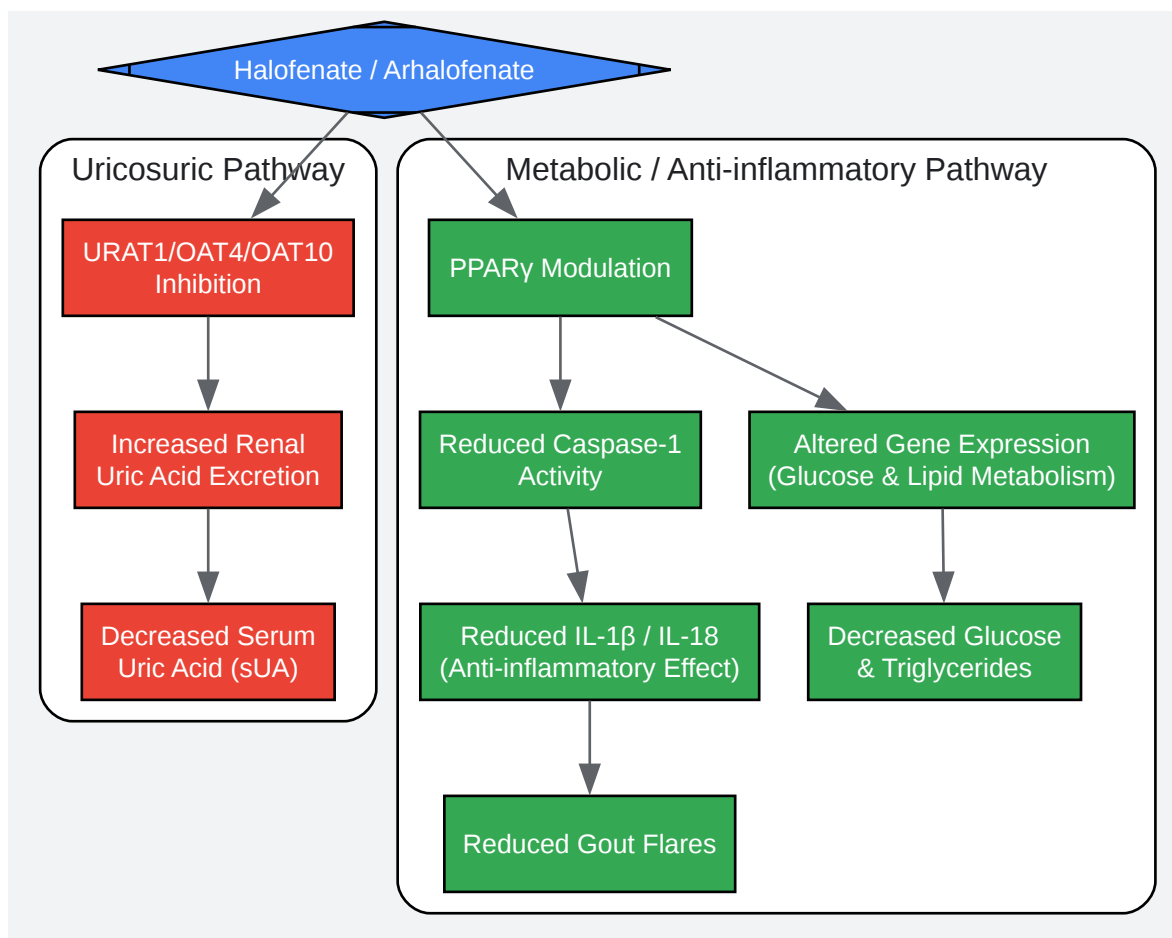 Halofenate / Arhalofenate
Uricosuric Pathway
URAT1/OAT4/OAT10
Inhibition
Increased Renal
Uric Acid Excretion
Decreased Serum
Uric Acid (sUA)
Metabolic / Anti-inflammatory Pathway
PPARγ Modulation
Reduced Caspase-1
Activity
Altered Gene Expression
(Glucose & Lipid Metabolism)
Reduced IL-1β / IL-18
(Anti-inflammatory Effect)
Decreased Glucose
& Triglycerides
Reduced Gout Flares